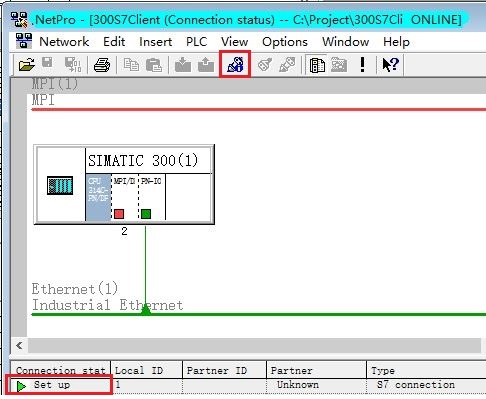 NetPro - [300S7Client (Connection status) -- C:\Project\300S7Cli ONLINE]
Network Edit Insert PLC View Options Window Help
MPI(1)
MPI
SIMATIC 300(1)
CPU MPI/D PN-IO
314C-
PN/DP
2
Ethernet(1)
Industrial Ethernet
Connection stat Local ID Partner ID Partner Type
Set up 1 Unknown S7 connection